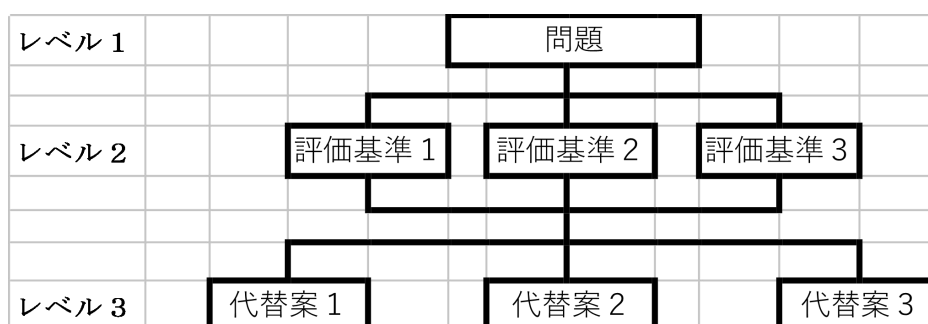 レベル１ 問題
レベル２ 評価基準１ 評価基準２ 評価基準３
レベル３ 代替案１ 代替案２ 代替案３